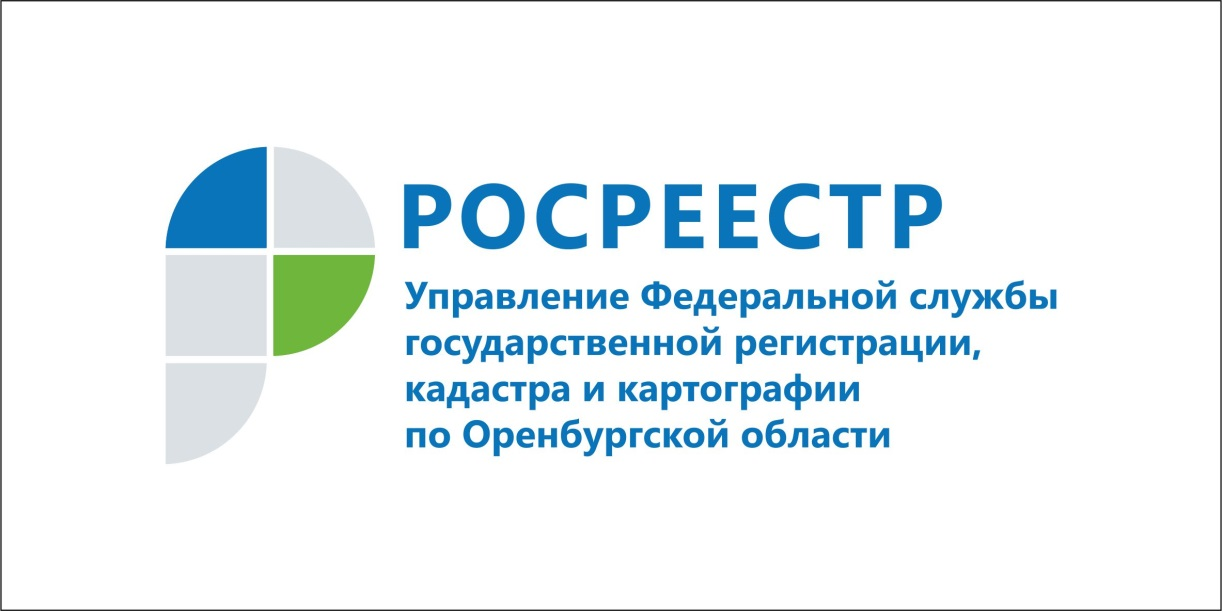 РОСРЕЕСТР
Управление Федеральной службы
государственной регистрации,
кадастра и картографии
по Оренбургской области